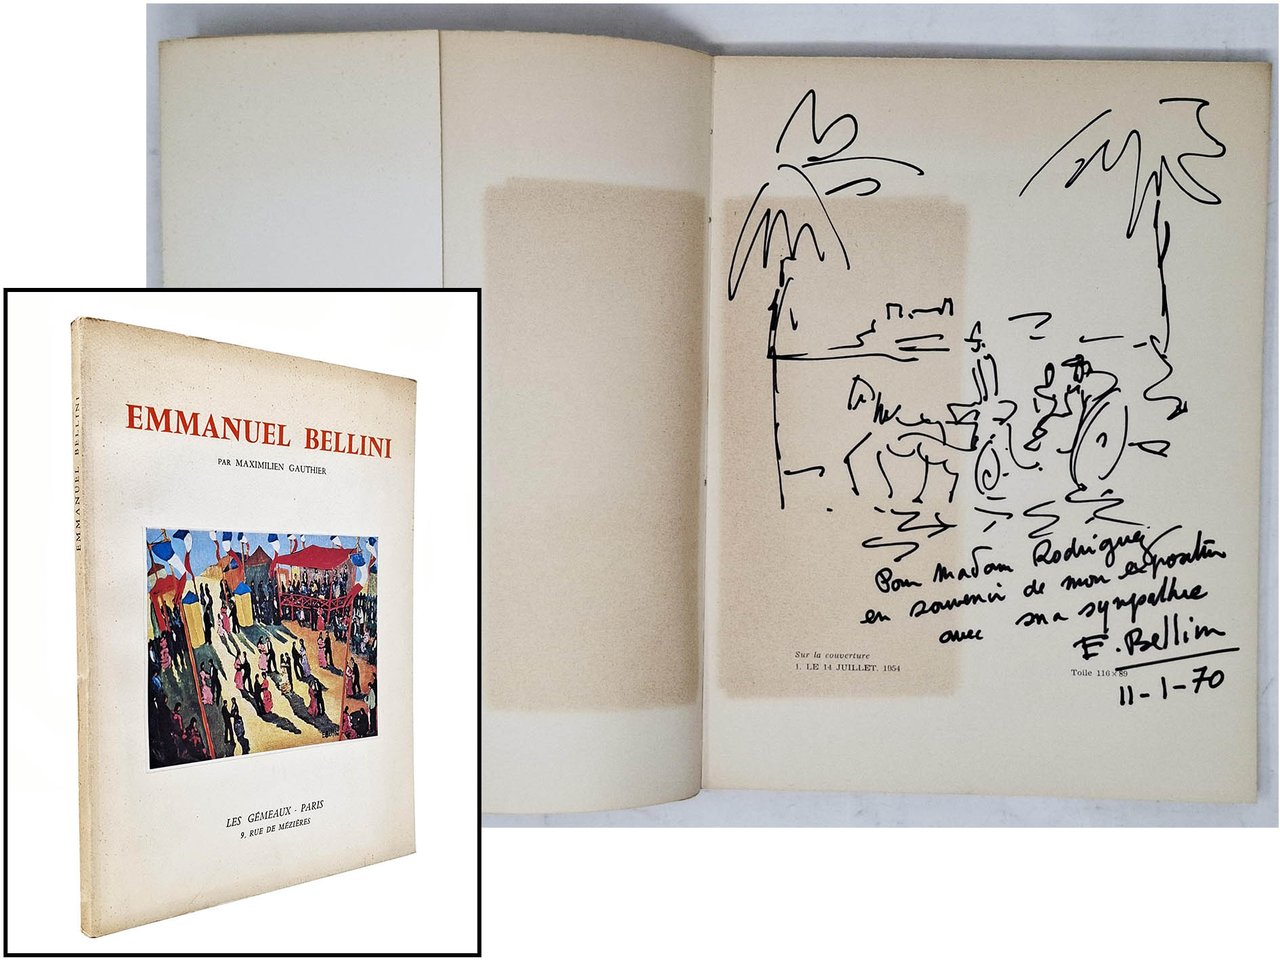 EMMANUEL BELLINI
EMMANUEL BELLINI
PAR MAXIMILIEN GAUTHIER
LES GÉMEAUX - PARIS
9, RUE DE MÉZIÈRES
Pour Madam Rodriguez
en souvenir de mon exposition
avec ma sympathie
E. Bellini
11-1-70
Sur la couverture
1. LE 14 JUILLET, 1954
Toile 116 x 89